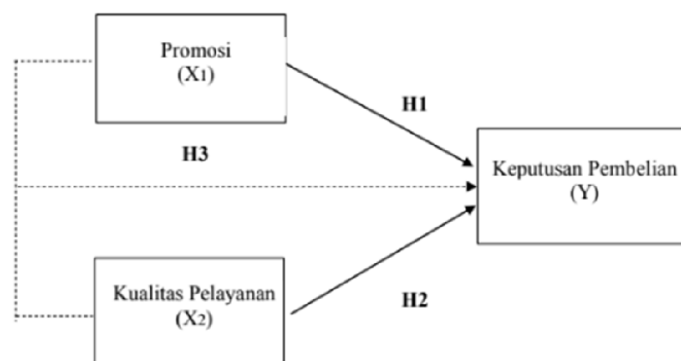 Promosi
(X1)
H1
H3
Keputusan Pembelian
(Y)
Kualitas Pelayanan
(X2)
H2